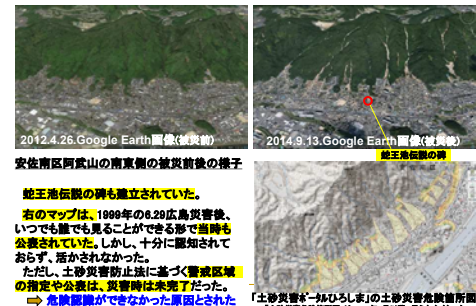 2012.4.26.Google Earth画像(被災前)
2014.9.13.Google Earth画像(被災後)
蛇王池伝説の碑
安佐南区阿武山の南東側の被災前後の様子
蛇王池伝説の碑も建立されていた。
右のマップは、1999年の6.29広島災害後、
いつでも誰でも見ることができる形で当時も
公表されていた。しかし、十分に認知されて
おらず、活かされなかった。
ただし、土砂災害防止法に基づく警戒区域
の指定や公表は、災害時は未完了だった。
⇒ 危険認識ができなかった原因とされた
「土砂災害ポータルひろしま」の土砂災害危険箇所図